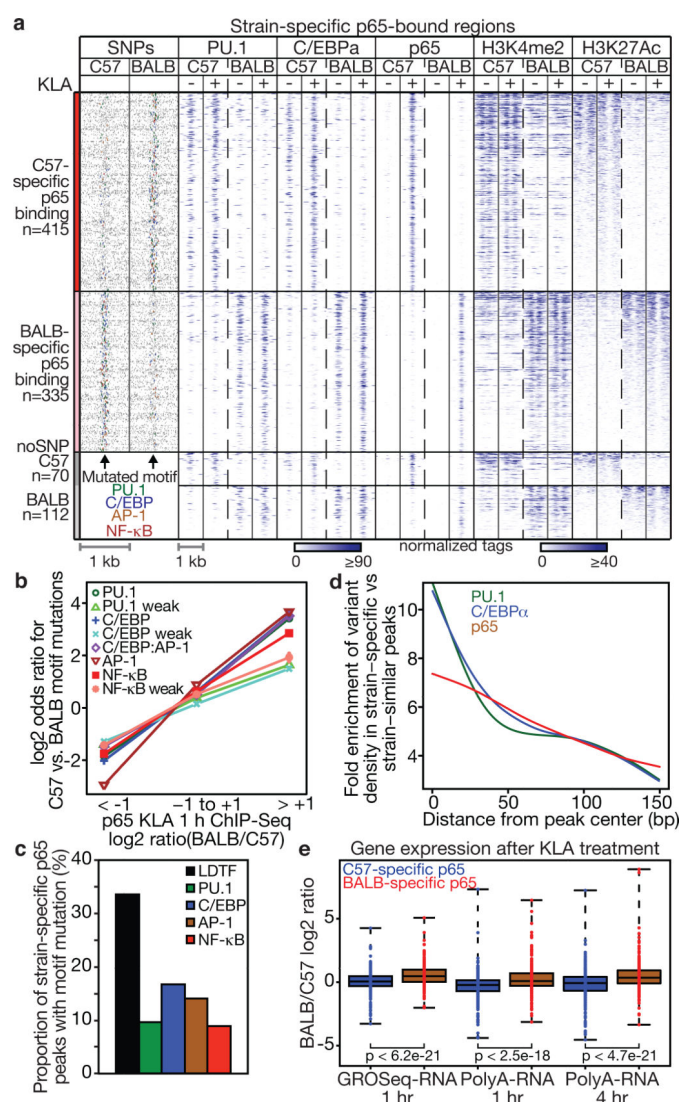 a
Strain-specific p65-bound regions
SNPs PU.1 C/EBPa p65 H3K4me2 H3K27Ac
C57 BALB C57 BALB C57 BALB C57 BALB C57 BALB C57 BALB
KLA - + - + - + - + - + - + - + - + - + - +
C57-
specific
p65
binding
n=415
BALB-
specific
p65
binding
n=335
noSNP
C57
n=70
BALB
n=112
Mutated motif
PU.1
C/EBP
AP-1
NF-κB
1 kb 1 kb
0 ≥90 normalized tags 0 ≥40
b
log2 odds ratio for
C57 vs. BALB motif mutations
4
2
0
-2
PU.1
PU.1 weak
C/EBP
C/EBP weak
C/EBP:AP-1
AP-1
NF-κB
NF-κB weak
< -1 −1 to +1 > +1
p65 KLA 1 h ChIP-Seq
log2 ratio(BALB/C57)
d
Fold enrichment of variant
density in strain-specific vs
strain−similar peaks
10
8
6
4
PU.1
C/EBPα
p65
0 50 100 150
Distance from peak center (bp)
c
Proportion of strain-specific p65
peaks with motif mutation (%)
40
30
20
10
0
LDTF
PU.1
C/EBP
AP-1
NF-κB
e
Gene expression after KLA treatment
C57-specific p65
BALB-specific p65
BALB/C57 log2 ratio
5
0
-5
p < 6.2e-21 p < 2.5e-18 p < 4.7e-21
GROSeq-RNA PolyA-RNA PolyA-RNA
1 hr 1 hr 4 hr